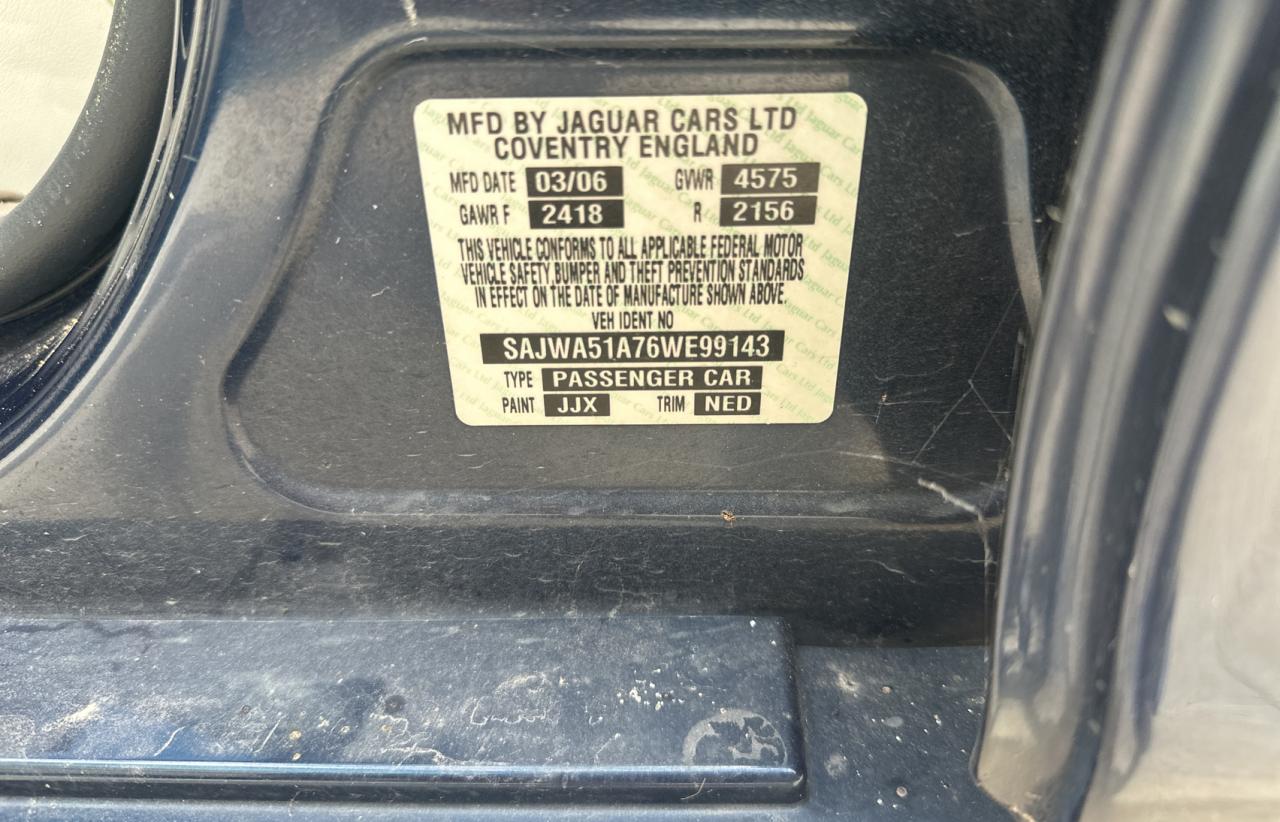 MFD BY JAGUAR CARS LTD
COVENTRY ENGLAND
MFD DATE 03/06 GVWR 4575
GAWR F 2418 R 2156
THIS VEHICLE CONFORMS TO ALL APPLICABLE FEDERAL MOTOR
VEHICLE SAFETY, BUMPER AND THEFT PREVENTION STANDARDS
IN EFFECT ON THE DATE OF MANUFACTURE SHOWN ABOVE.
VEH IDENT NO
SAJWA51A76WE99143
TYPE PASSENGER CAR
PAINT JJX TRIM NED